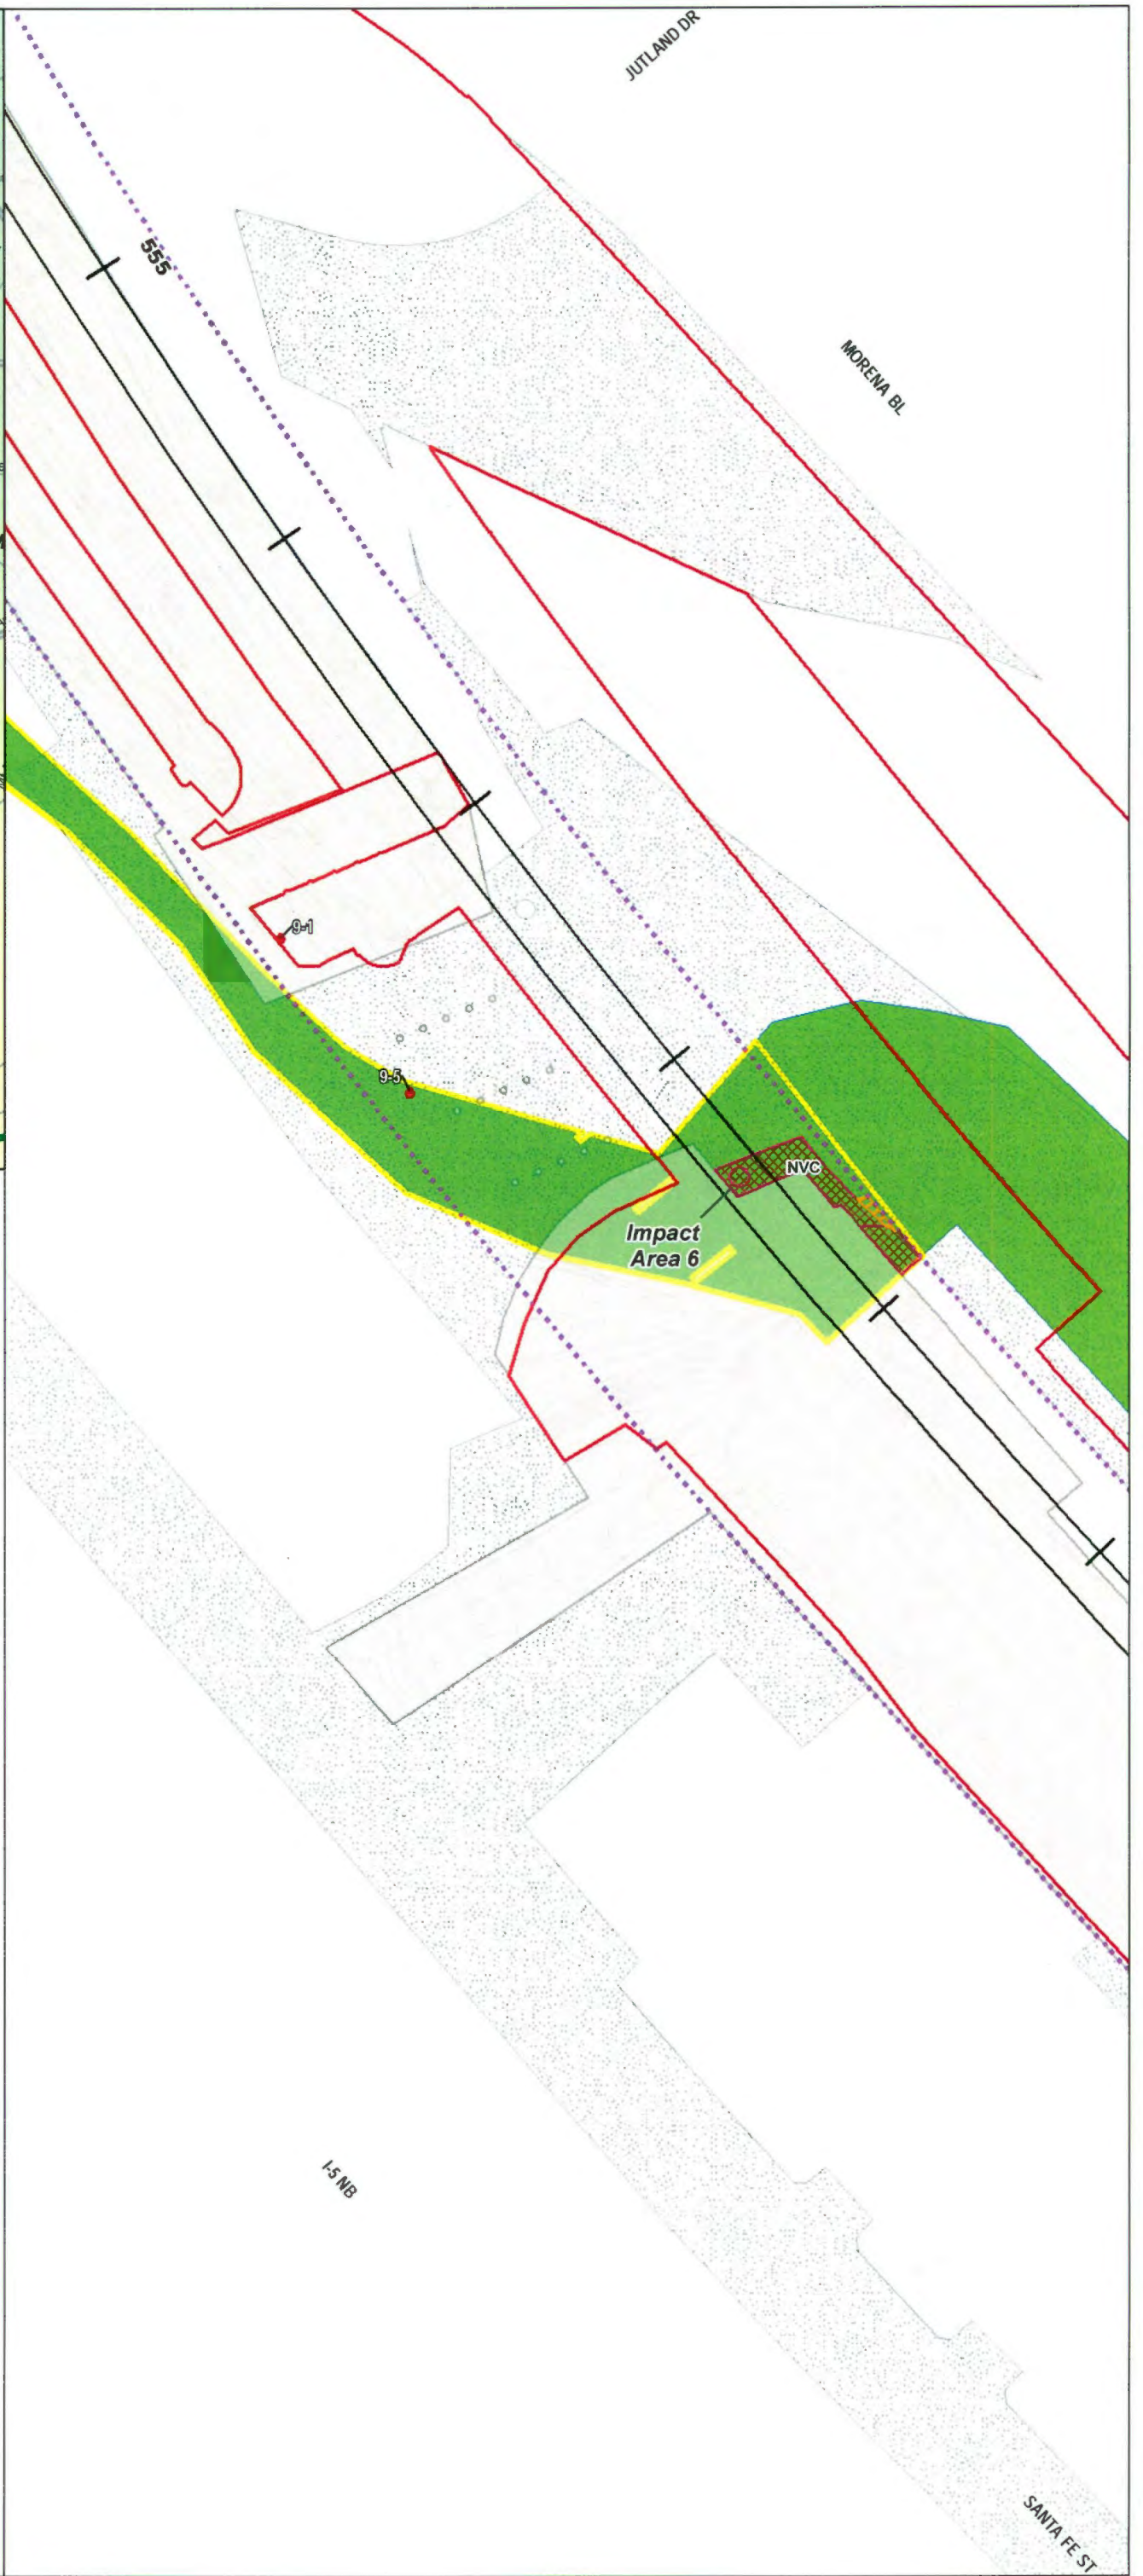 JUTLAND DR
555
MORENA BL
9-1
9-5
NVC
Impact
Area 6
I-5 NB
SANTA FE ST